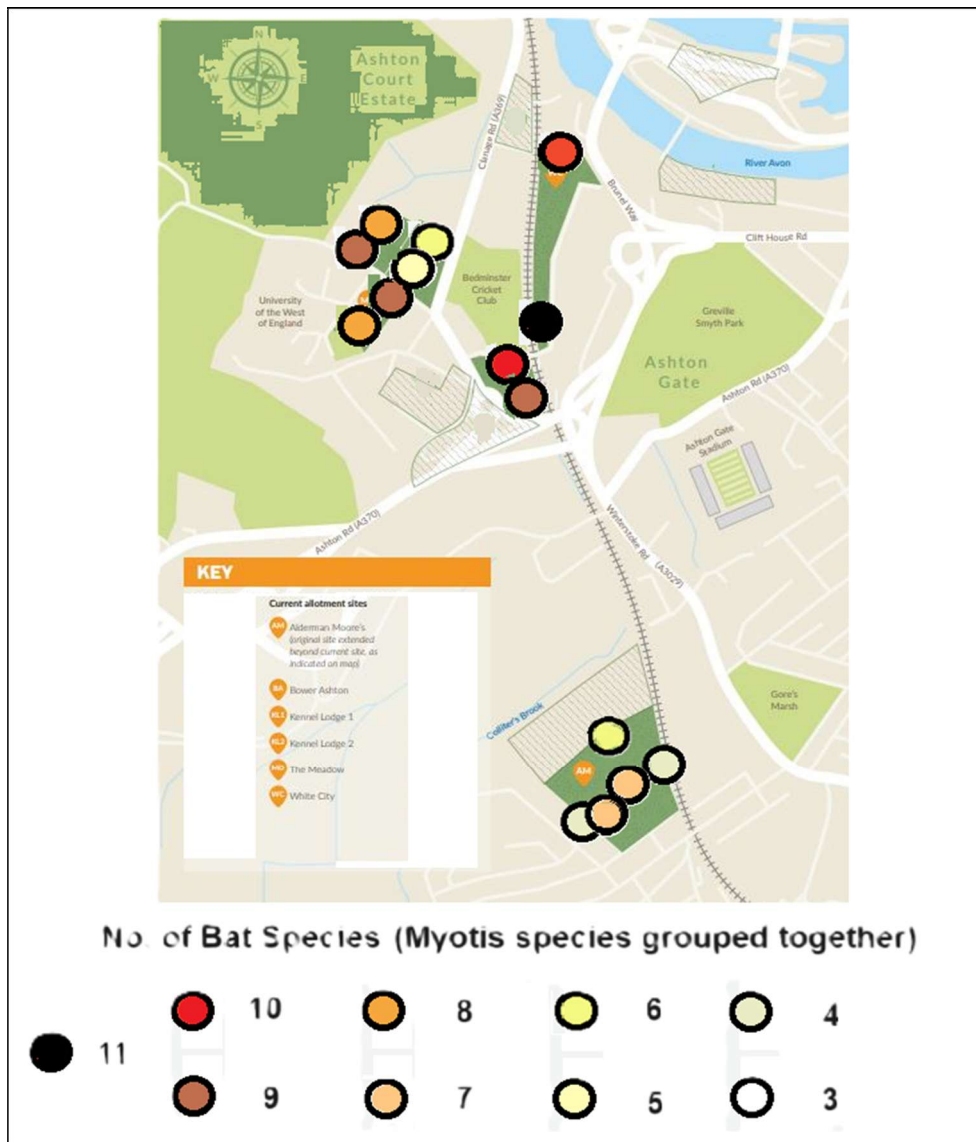 N
W
E
S
Ashton
Court
Estate
Clanage Rd (A369)
River Avon
Brunel Way
Clift House Rd
Bedminster
Cricket
Club
University
of the West
of England
Greville
Smyth Park
Ashton
Gate
Ashton Rd (A370)
Ashton Gate
Stadium
Ashton Rd (A370)
Winterstoke Rd (A3029)
KEY
Current allotment sites
AM Alderman Moore's
(original site extended
beyond current site, as
indicated on map)
BA Bower Ashton
KL1 Kennel Lodge 1
KL2 Kennel Lodge 2
MD The Meadow
WC White City
Colliter's Brook
Gore's
Marsh
AM
No. of Bat Species (Myotis species grouped together)
10 8 6 4
11
9 7 5 3